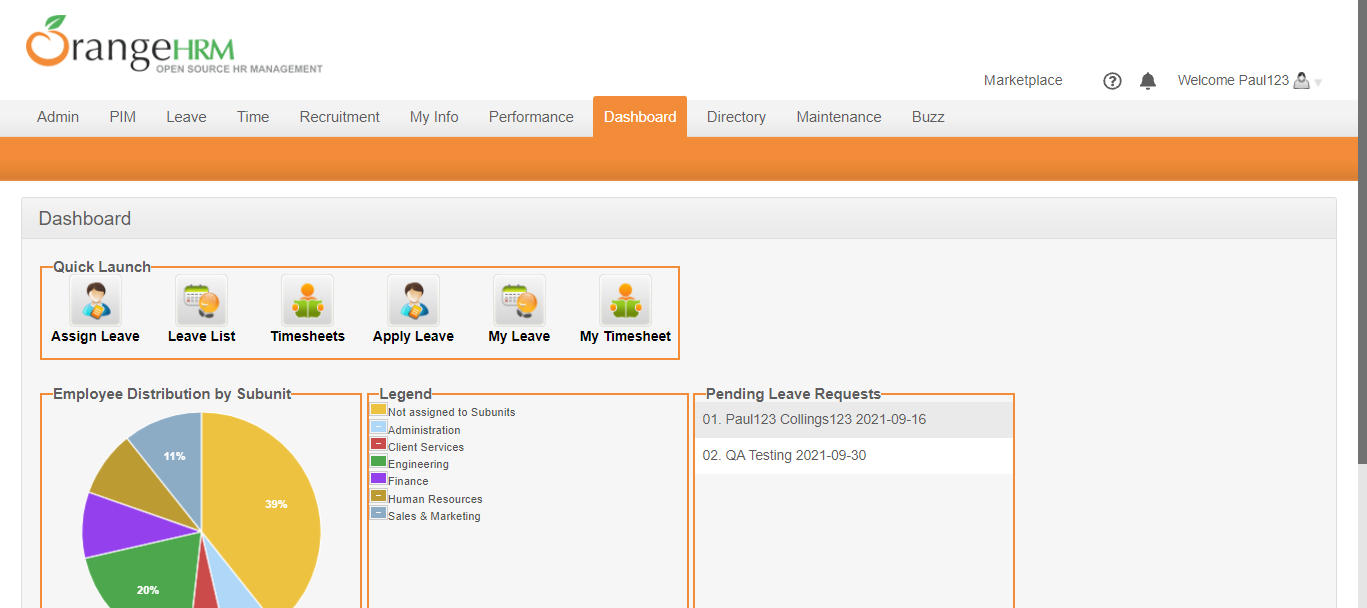 OrangeHRM
OPEN SOURCE HR MANAGEMENT
Marketplace ? Welcome Paul123
Admin PIM Leave Time Recruitment My Info Performance Dashboard Directory Maintenance Buzz
Dashboard
Quick Launch
Assign Leave Leave List Timesheets Apply Leave My Leave My Timesheet
Employee Distribution by Subunit
11%
39%
20%
Legend
Not assigned to Subunits
Administration
Client Services
Engineering
Finance
Human Resources
Sales & Marketing
Pending Leave Requests
01. Paul123 Collings123 2021-09-16
02. QA Testing 2021-09-30